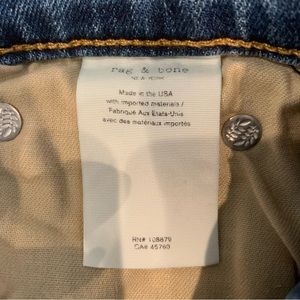 rag & bone
NEW YORK
Made in the USA
with imported materials /
Fabriqué Aux Etats-Unis
avec des matériaux importés
RN# 108879
CA# 45760